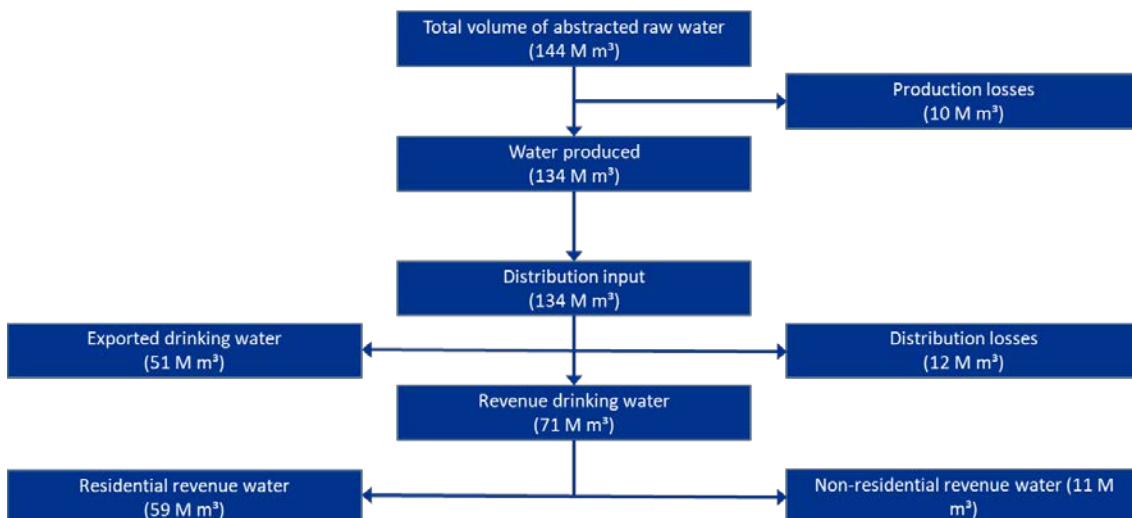 Total volume of abstracted raw water
(144 M m³)
Production losses
(10 M m³)
Water produced
(134 M m³)
Distribution input
(134 M m³)
Exported drinking water
(51 M m³)
Distribution losses
(12 M m³)
Revenue drinking water
(71 M m³)
Residential revenue water
(59 M m³)
Non-residential revenue water (11 M
m³)